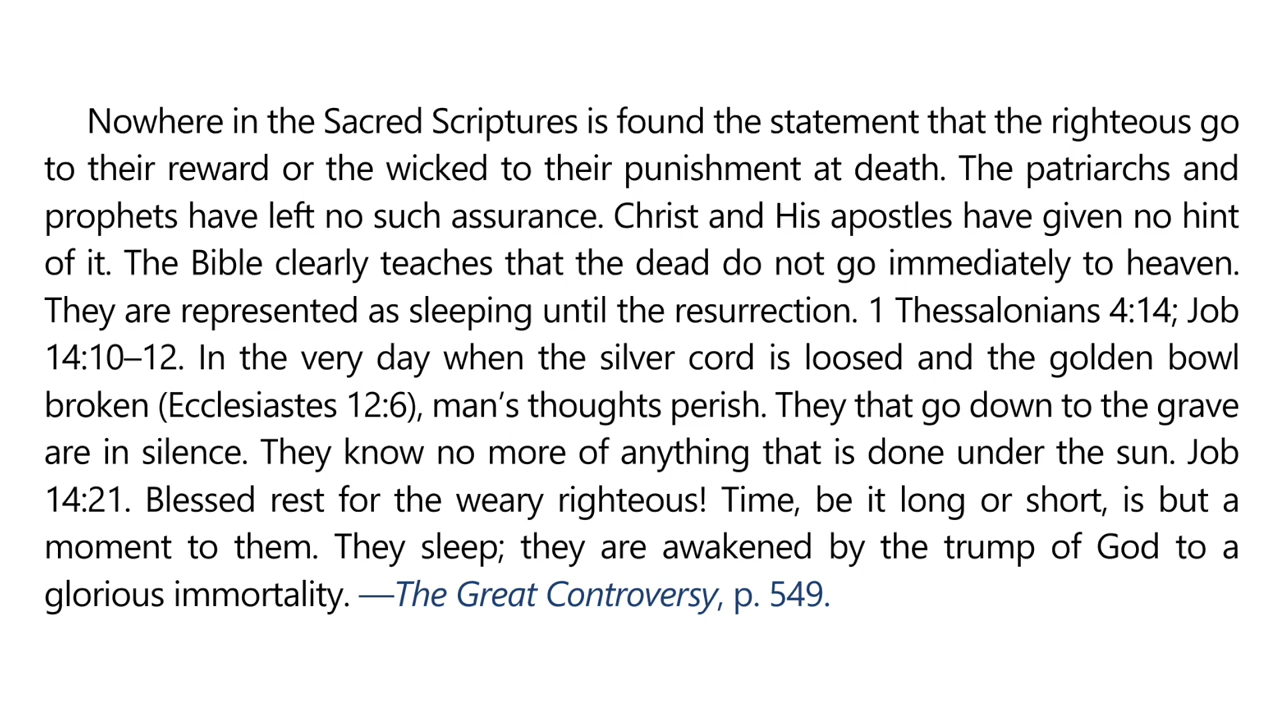 Nowhere in the Sacred Scriptures is found the statement that the righteous go
to their reward or the wicked to their punishment at death. The patriarchs and
prophets have left no such assurance. Christ and His apostles have given no hint
of it. The Bible clearly teaches that the dead do not go immediately to heaven.
They are represented as sleeping until the resurrection. 1 Thessalonians 4:14; Job
14:10–12. In the very day when the silver cord is loosed and the golden bowl
broken (Ecclesiastes 12:6), man’s thoughts perish. They that go down to the grave
are in silence. They know no more of anything that is done under the sun. Job
14:21. Blessed rest for the weary righteous! Time, be it long or short, is but a
moment to them. They sleep; they are awakened by the trump of God to a
glorious immortality. —The Great Controversy, p. 549.